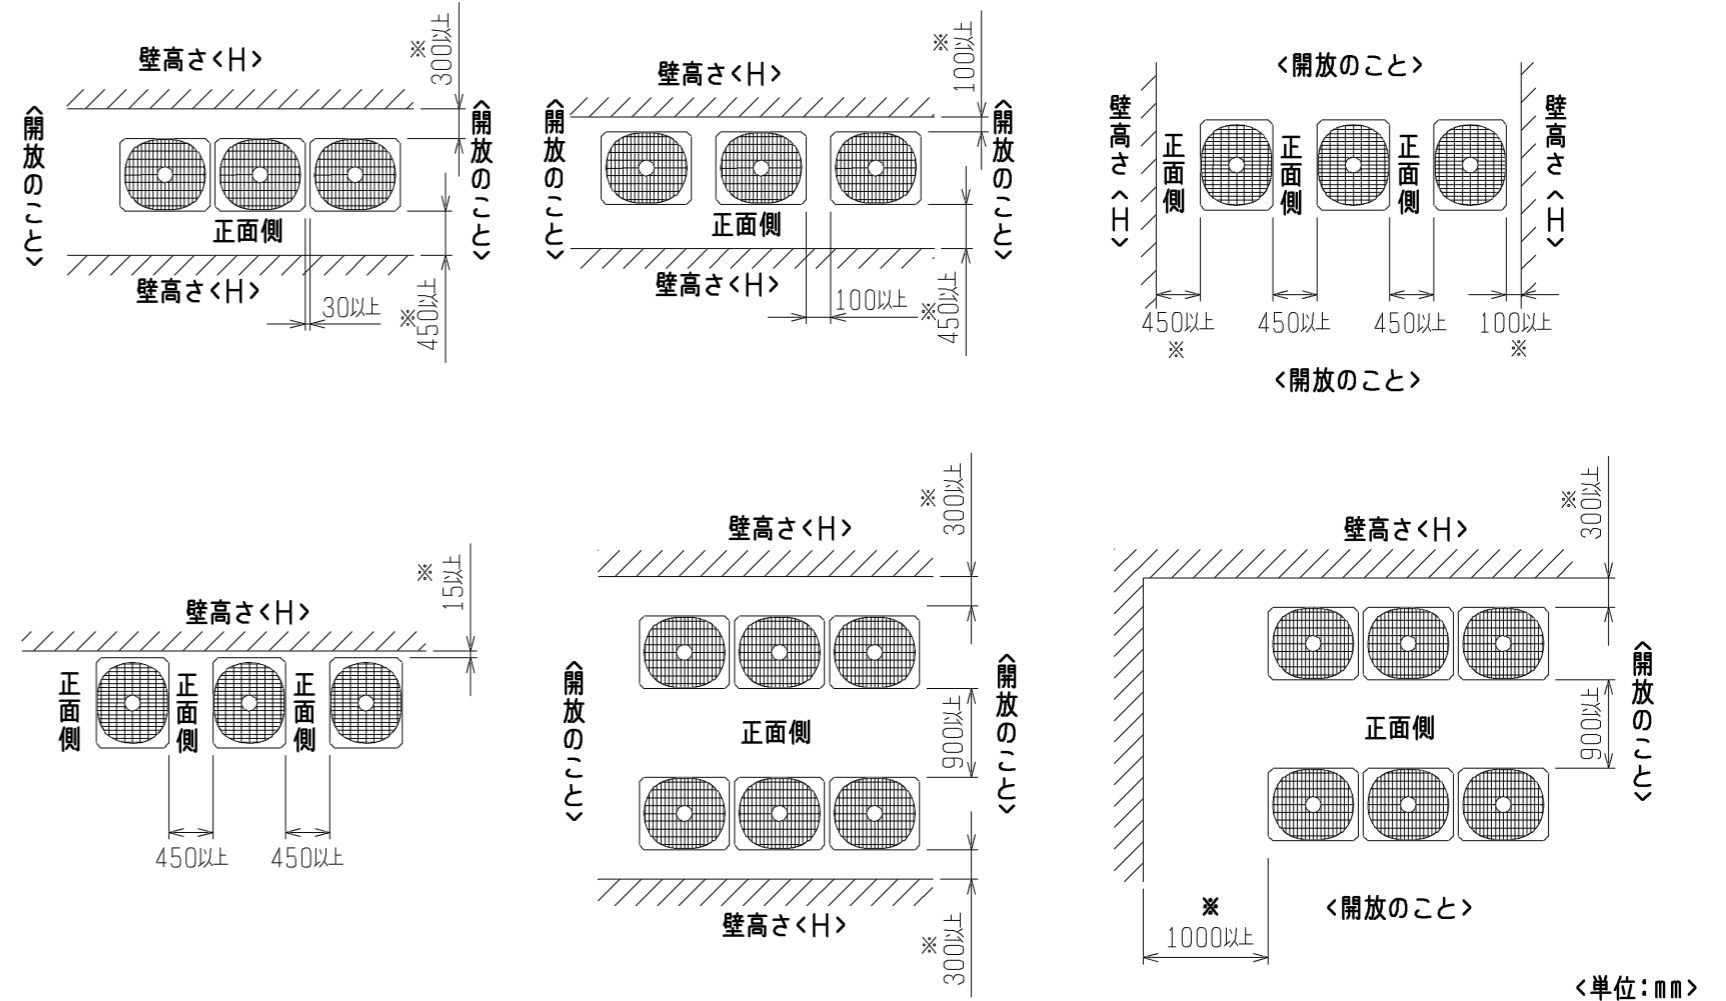 壁高さ<H>
※
300以上
<開放のこと>
<開放のこと>
正面側
壁高さ<H>
30以上
※
450以上
壁高さ<H>
※
100以上
<開放のこと>
<開放のこと>
正面側
壁高さ<H>
100以上
※
450以上
<開放のこと>
壁高さ<H>
正面側
正面側
正面側
壁高さ<H>
450以上
※
450以上
450以上
100以上
※
<開放のこと>
壁高さ<H>
※
15以上
正面側
正面側
正面側
450以上
450以上
壁高さ<H>
※
300以上
<開放のこと>
正面側
900以上
<開放のこと>
壁高さ<H>
※
300以上
壁高さ<H>
※
300以上
正面側
900以上
<開放のこと>
※
1000以上
<開放のこと>
<単位:mm>